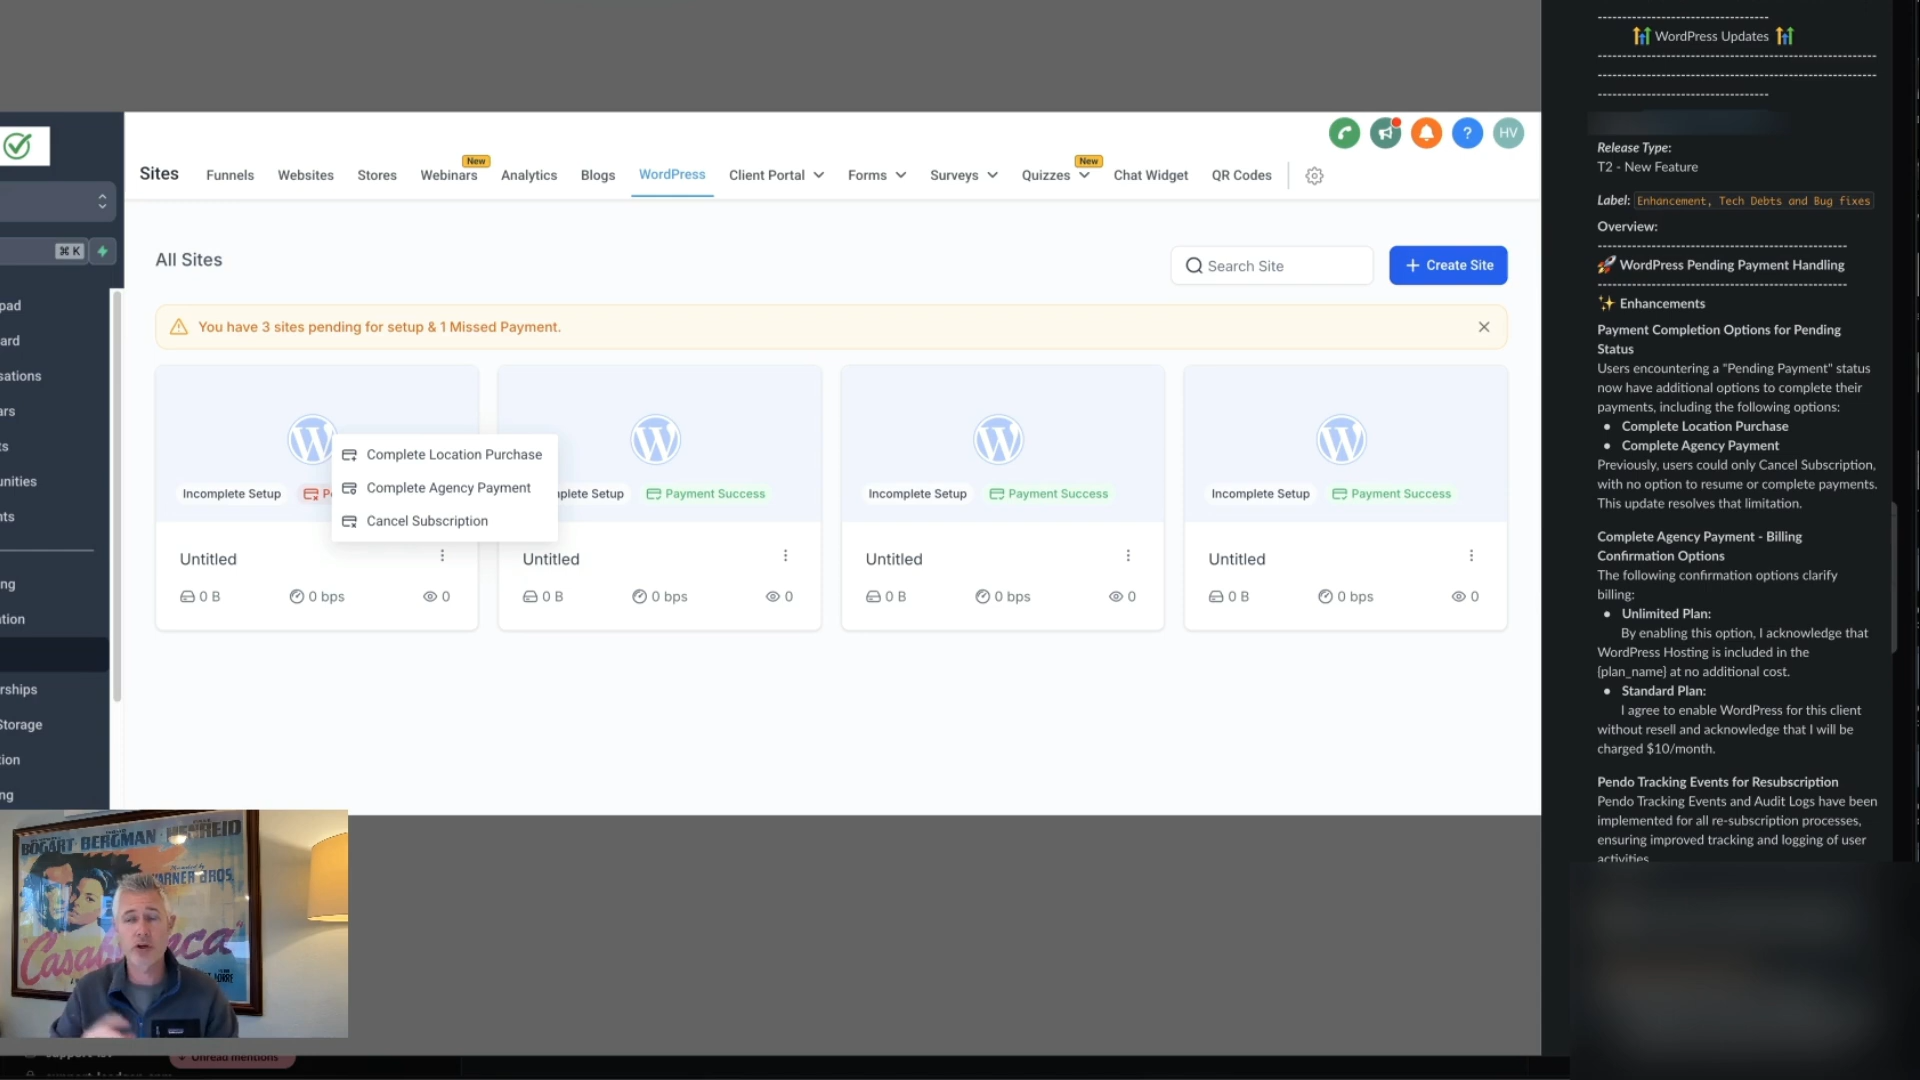 ⌘ K
pad
ard
sations
ars
ts
unities
nts
ng
ation
rships
Storage
tion
ng
Sites
Funnels
Websites
Stores
Webinars
New
Analytics
Blogs
WordPress
Client Portal
Forms
Surveys
Quizzes
New
Chat Widget
QR Codes
?
HV
All Sites
Search Site
+ Create Site
You have 3 sites pending for setup & 1 Missed Payment.
Incomplete Setup
Complete Location Purchase
Complete Agency Payment
Cancel Subscription
Untitled
0 B
0 bps
0
plete Setup
Payment Success
Untitled
0 B
0 bps
0
Incomplete Setup
Payment Success
Untitled
0 B
0 bps
0
Incomplete Setup
Payment Success
Untitled
0 B
0 bps
0
BOGART BERGMAN HENREID
WARNER BROS.
Casablanca
Unread mentions
-----------------------------------
WordPress Updates
---------------------------------------------------------
---------------------------------------------------------
-----------------------------------
Release Type:
T2 - New Feature
Label: Enhancement, Tech Debts and Bug fixes
Overview:
---------------------------------------------------
🚀 WordPress Pending Payment Handling
---------------------------------------------------
✨ Enhancements
Payment Completion Options for Pending
Status
Users encountering a "Pending Payment" status
now have additional options to complete their
payments, including the following options:
• Complete Location Purchase
• Complete Agency Payment
Previously, users could only Cancel Subscription,
with no option to resume or complete payments.
This update resolves that limitation.
Complete Agency Payment - Billing
Confirmation Options
The following confirmation options clarify
billing:
• Unlimited Plan:
By enabling this option, I acknowledge that
WordPress Hosting is included in the
{plan_name} at no additional cost.
• Standard Plan:
I agree to enable WordPress for this client
without resell and acknowledge that I will be
charged $10/month.
Pendo Tracking Events for Resubscription
Pendo Tracking Events and Audit Logs have been
implemented for all re-subscription processes,
ensuring improved tracking and logging of user
activities